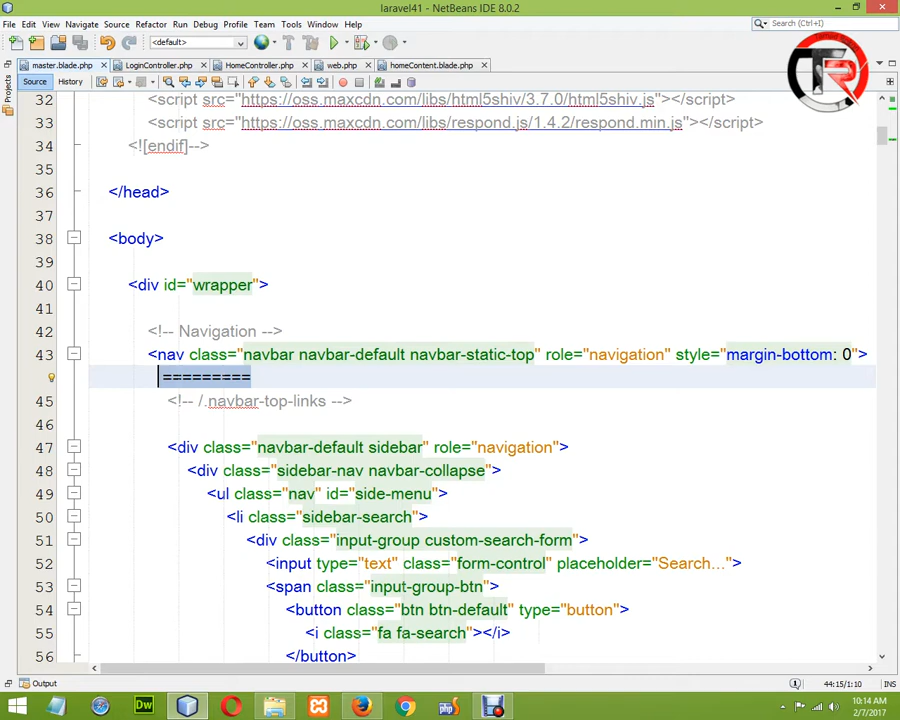 laravel41 - NetBeans IDE 8.0.2
File Edit View Navigate Source Refactor Run Debug Profile Team Tools Window Help
Search (Ctrl+I)
<default>
master.blade.php LoginController.php HomeController.php web.php homeContent.blade.php
Source History
Projects
32 <script src="https://oss.maxcdn.com/libs/html5shiv/3.7.0/html5shiv.js"></script>
33 <script src="https://oss.maxcdn.com/libs/respond.js/1.4.2/respond.min.js"></script>
34 <![endif]-->
35
36 </head>
37
38 <body>
39
40 <div id="wrapper">
41
42 <!-- Navigation -->
43 <nav class="navbar navbar-default navbar-static-top" role="navigation" style="margin-bottom: 0">
=========
45 <!-- /.navbar-top-links -->
46
47 <div class="navbar-default sidebar" role="navigation">
48 <div class="sidebar-nav navbar-collapse">
49 <ul class="nav" id="side-menu">
50 <li class="sidebar-search">
51 <div class="input-group custom-search-form">
52 <input type="text" class="form-control" placeholder="Search...">
53 <span class="input-group-btn">
54 <button class="btn btn-default" type="button">
55 <i class="fa fa-search"></i>
56 </button>
Output
44:15/1:10 INS
Dw
php
10:14 AM
2/7/2017